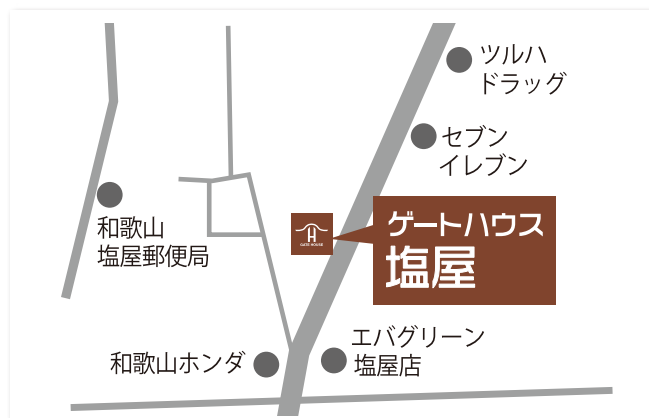 ツルハ
ドラッグ
セブン
イレブン
和歌山
塩屋郵便局
GATE HOUSE
ゲートハウス
塩屋
エバグリーン
塩屋店
和歌山ホンダ